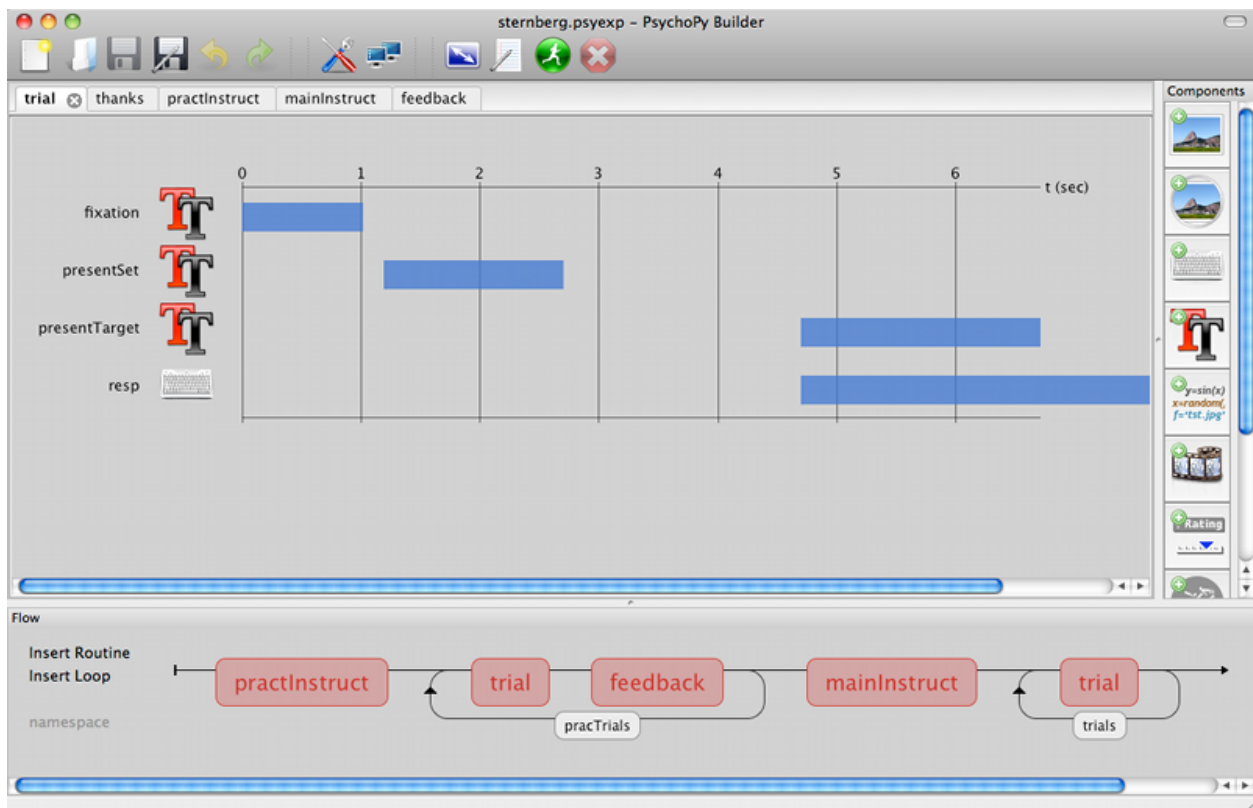 sternberg.psyexp – PsychoPy Builder
trial thanks practInstruct mainInstruct feedback
Components
0 1 2 3 4 5 6
t (sec)
fixation
presentSet
presentTarget
resp
y=sin(x)
x=random(,
f='tst.jpg'
Rating
Flow
Insert Routine
Insert Loop
namespace
practInstruct trial feedback mainInstruct trial
pracTrials trials